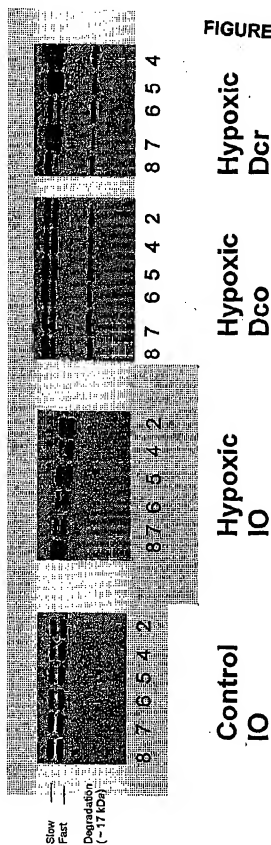 FIGURE
Slow
Fast
Degradation
(~17 kDa)
8 7 6 5 4 2
8 7 6 5 4 2
8 7 6 5 4 2
8 7 6 5 4
Control
IO
Hypoxic
IO
Hypoxic
Dco
Hypoxic
Dcr